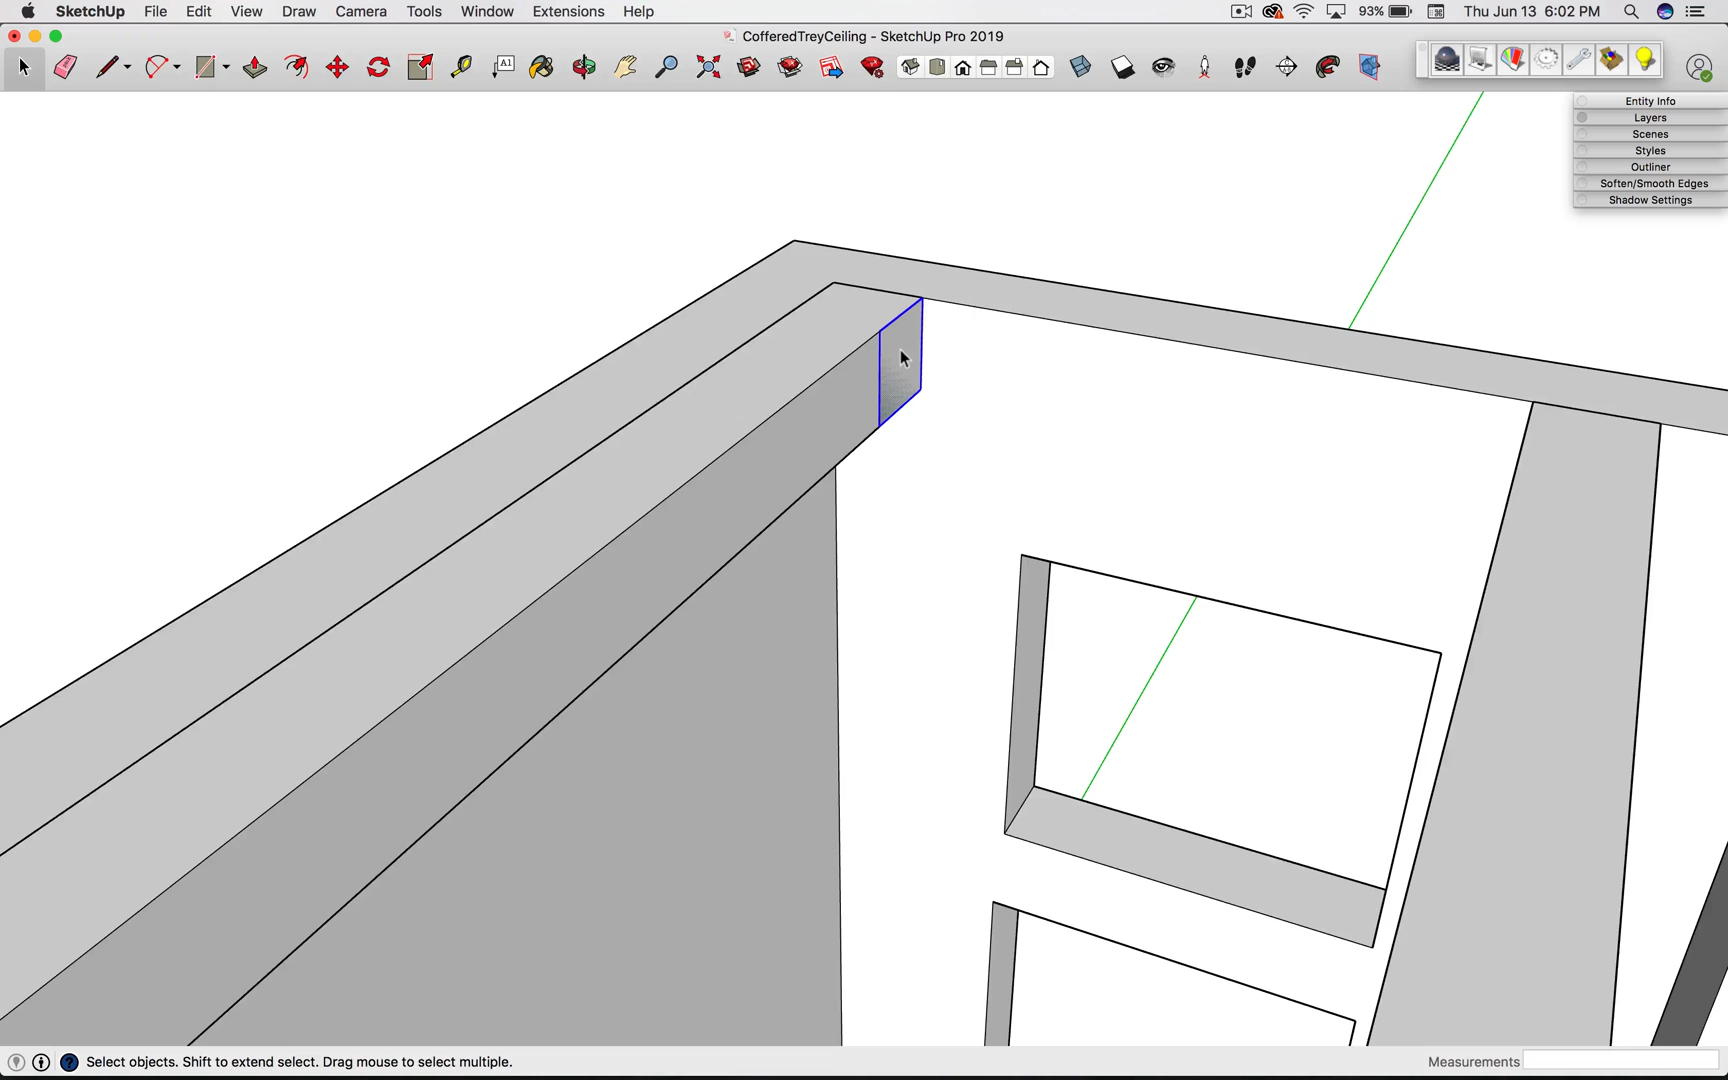 SketchUp File Edit View Draw Camera Tools Window Extensions Help 93% Thu Jun 13 6:02 PM
CofferedTreyCeiling - SketchUp Pro 2019
A1
Entity Info
Layers
Scenes
Styles
Outliner
Soften/Smooth Edges
Shadow Settings
? Select objects. Shift to extend select. Drag mouse to select multiple. Measurements